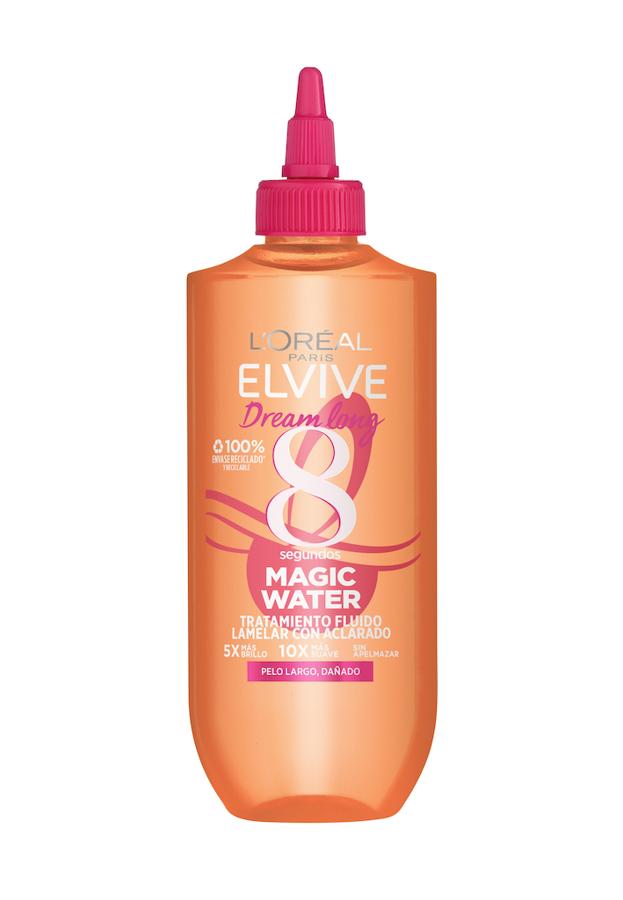 L'ORÉAL
PARIS
ELVIVE
Dream long
100%
ENVASE RECICLADO*
Y RECICLABLE
8
segundos
MAGIC
WATER
TRATAMIENTO FLUIDO
LAMELAR CON ACLARADO
5X MÁS BRILLO 10X MÁS SUAVE SIN APELMAZAR
PELO LARGO, DAÑADO